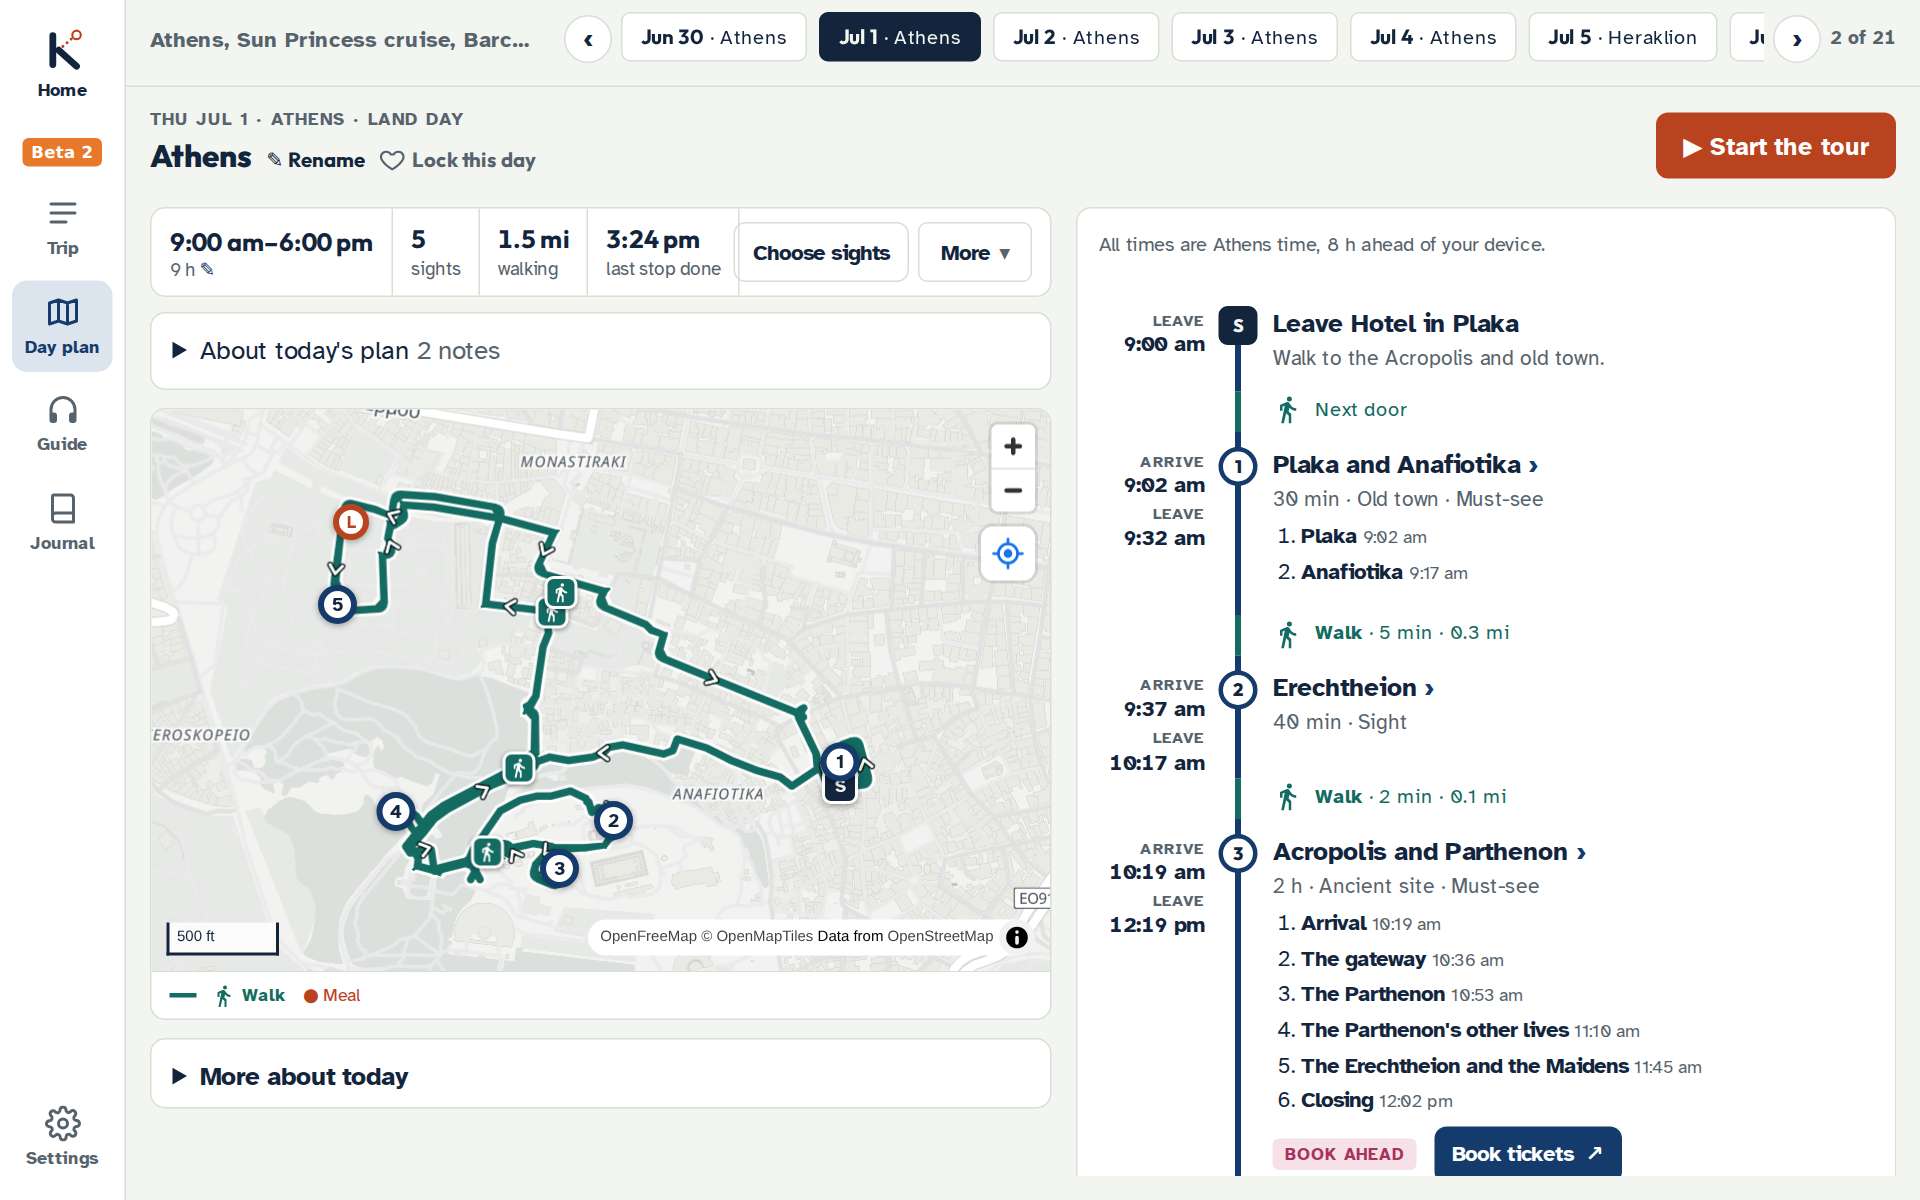 Home
Beta 2
Trip
Day plan
Guide
Journal
Settings
Athens, Sun Princess cruise, Barc...
‹
Jun 30 · Athens
Jul 1 · Athens
Jul 2 · Athens
Jul 3 · Athens
Jul 4 · Athens
Jul 5 · Heraklion
›
2 of 21
THU JUL 1 · ATHENS · LAND DAY
Athens ✎ Rename Lock this day
▶ Start the tour
9:00 am–6:00 pm
9 h ✎
5
sights
1.5 mi
walking
3:24 pm
last stop done
Choose sights
More ▾
▶ About today's plan 2 notes
MONASTIRAKI
EROSKOPEIO
ANAFIOTIKA
L
5
4
2
3
1
S
+
−
EO91
500 ft
OpenFreeMap © OpenMapTiles Data from OpenStreetMap
Walk
Meal
▶ More about today
All times are Athens time, 8 h ahead of your device.
LEAVE
9:00 am
S
Leave Hotel in Plaka
Walk to the Acropolis and old town.
Next door
ARRIVE
9:02 am
LEAVE
9:32 am
1
Plaka and Anafiotika ›
30 min · Old town · Must-see
1. Plaka 9:02 am
2. Anafiotika 9:17 am
Walk · 5 min · 0.3 mi
ARRIVE
9:37 am
LEAVE
10:17 am
2
Erechtheion ›
40 min · Sight
Walk · 2 min · 0.1 mi
ARRIVE
10:19 am
LEAVE
12:19 pm
3
Acropolis and Parthenon ›
2 h · Ancient site · Must-see
1. Arrival 10:19 am
2. The gateway 10:36 am
3. The Parthenon 10:53 am
4. The Parthenon's other lives 11:10 am
5. The Erechtheion and the Maidens 11:45 am
6. Closing 12:02 pm
BOOK AHEAD
Book tickets ↗